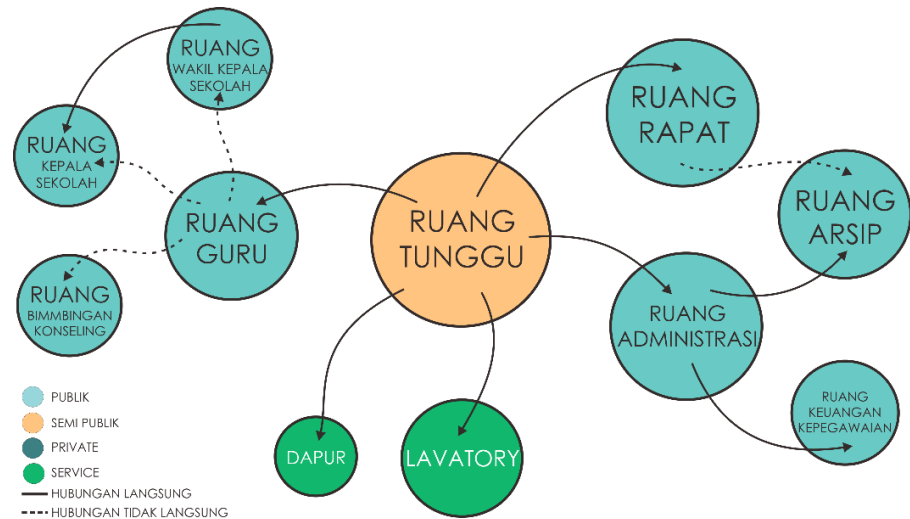 RUANG
WAKIL KEPALA
SEKOLAH
RUANG
KEPALA
SEKOLAH
RUANG
GURU
RUANG
BIMMBINGAN
KONSELING
RUANG
TUNGGU
RUANG
RAPAT
RUANG
ARSIP
RUANG
ADMINISTRASI
RUANG
KEUANGAN
KEPEGAWAIAN
DAPUR
LAVATORY
PUBLIK
SEMI PUBLIK
PRIVATE
SERVICE
HUBUNGAN LANGSUNG
HUBUNGAN TIDAK LANGSUNG